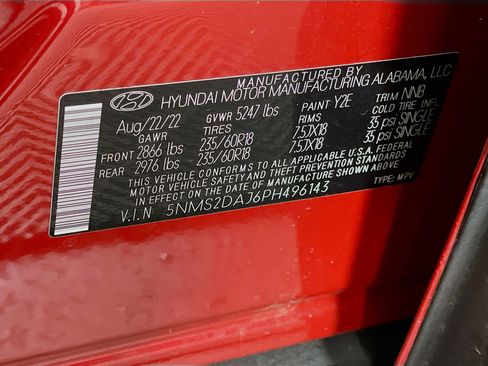 MANUFACTURED BY
HYUNDAI MOTOR MANUFACTURING ALABAMA, LLC
Aug/22/22 GVWR 5247 lbs PAINT Y2E TRIM NNB
GAWR TIRES RIMS COLD TIRE INFL.
FRONT 2866 lbs 235/60R18 7.5JX18 35 psi SINGLE
REAR 2976 lbs 235/60R18 7.5JX18 35 psi SINGLE
THIS VEHICLE CONFORMS TO ALL APPLICABLE U.S.A. FEDERAL
MOTOR VEHICLE SAFETY AND THEFT PREVENTION STANDARDS
IN EFFECT ON THE DATE OF MANUFACTURE SHOWN ABOVE.
V.I.N 5NMS2DAJ6PH496143 TYPE: MPV